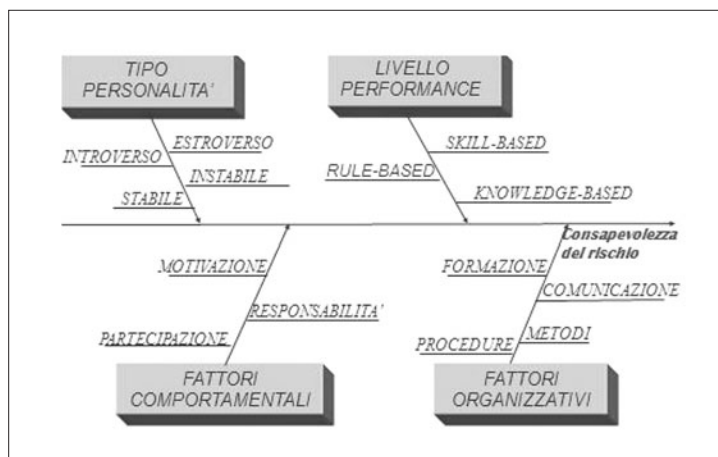 TIPO
PERSONALITA'
LIVELLO
PERFORMANCE
ESTROVERSO
INTROVERSO
INSTABILE
STABILE
SKILL-BASED
RULE-BASED
KNOWLEDGE-BASED
Consapevolezza
del rischio
MOTIVAZIONE
RESPONSABILITA'
PARTECIPAZIONE
FORMAZIONE
COMUNICAZIONE
METODI
PROCEDURE
FATTORI
COMPORTAMENTALI
FATTORI
ORGANIZZATIVI